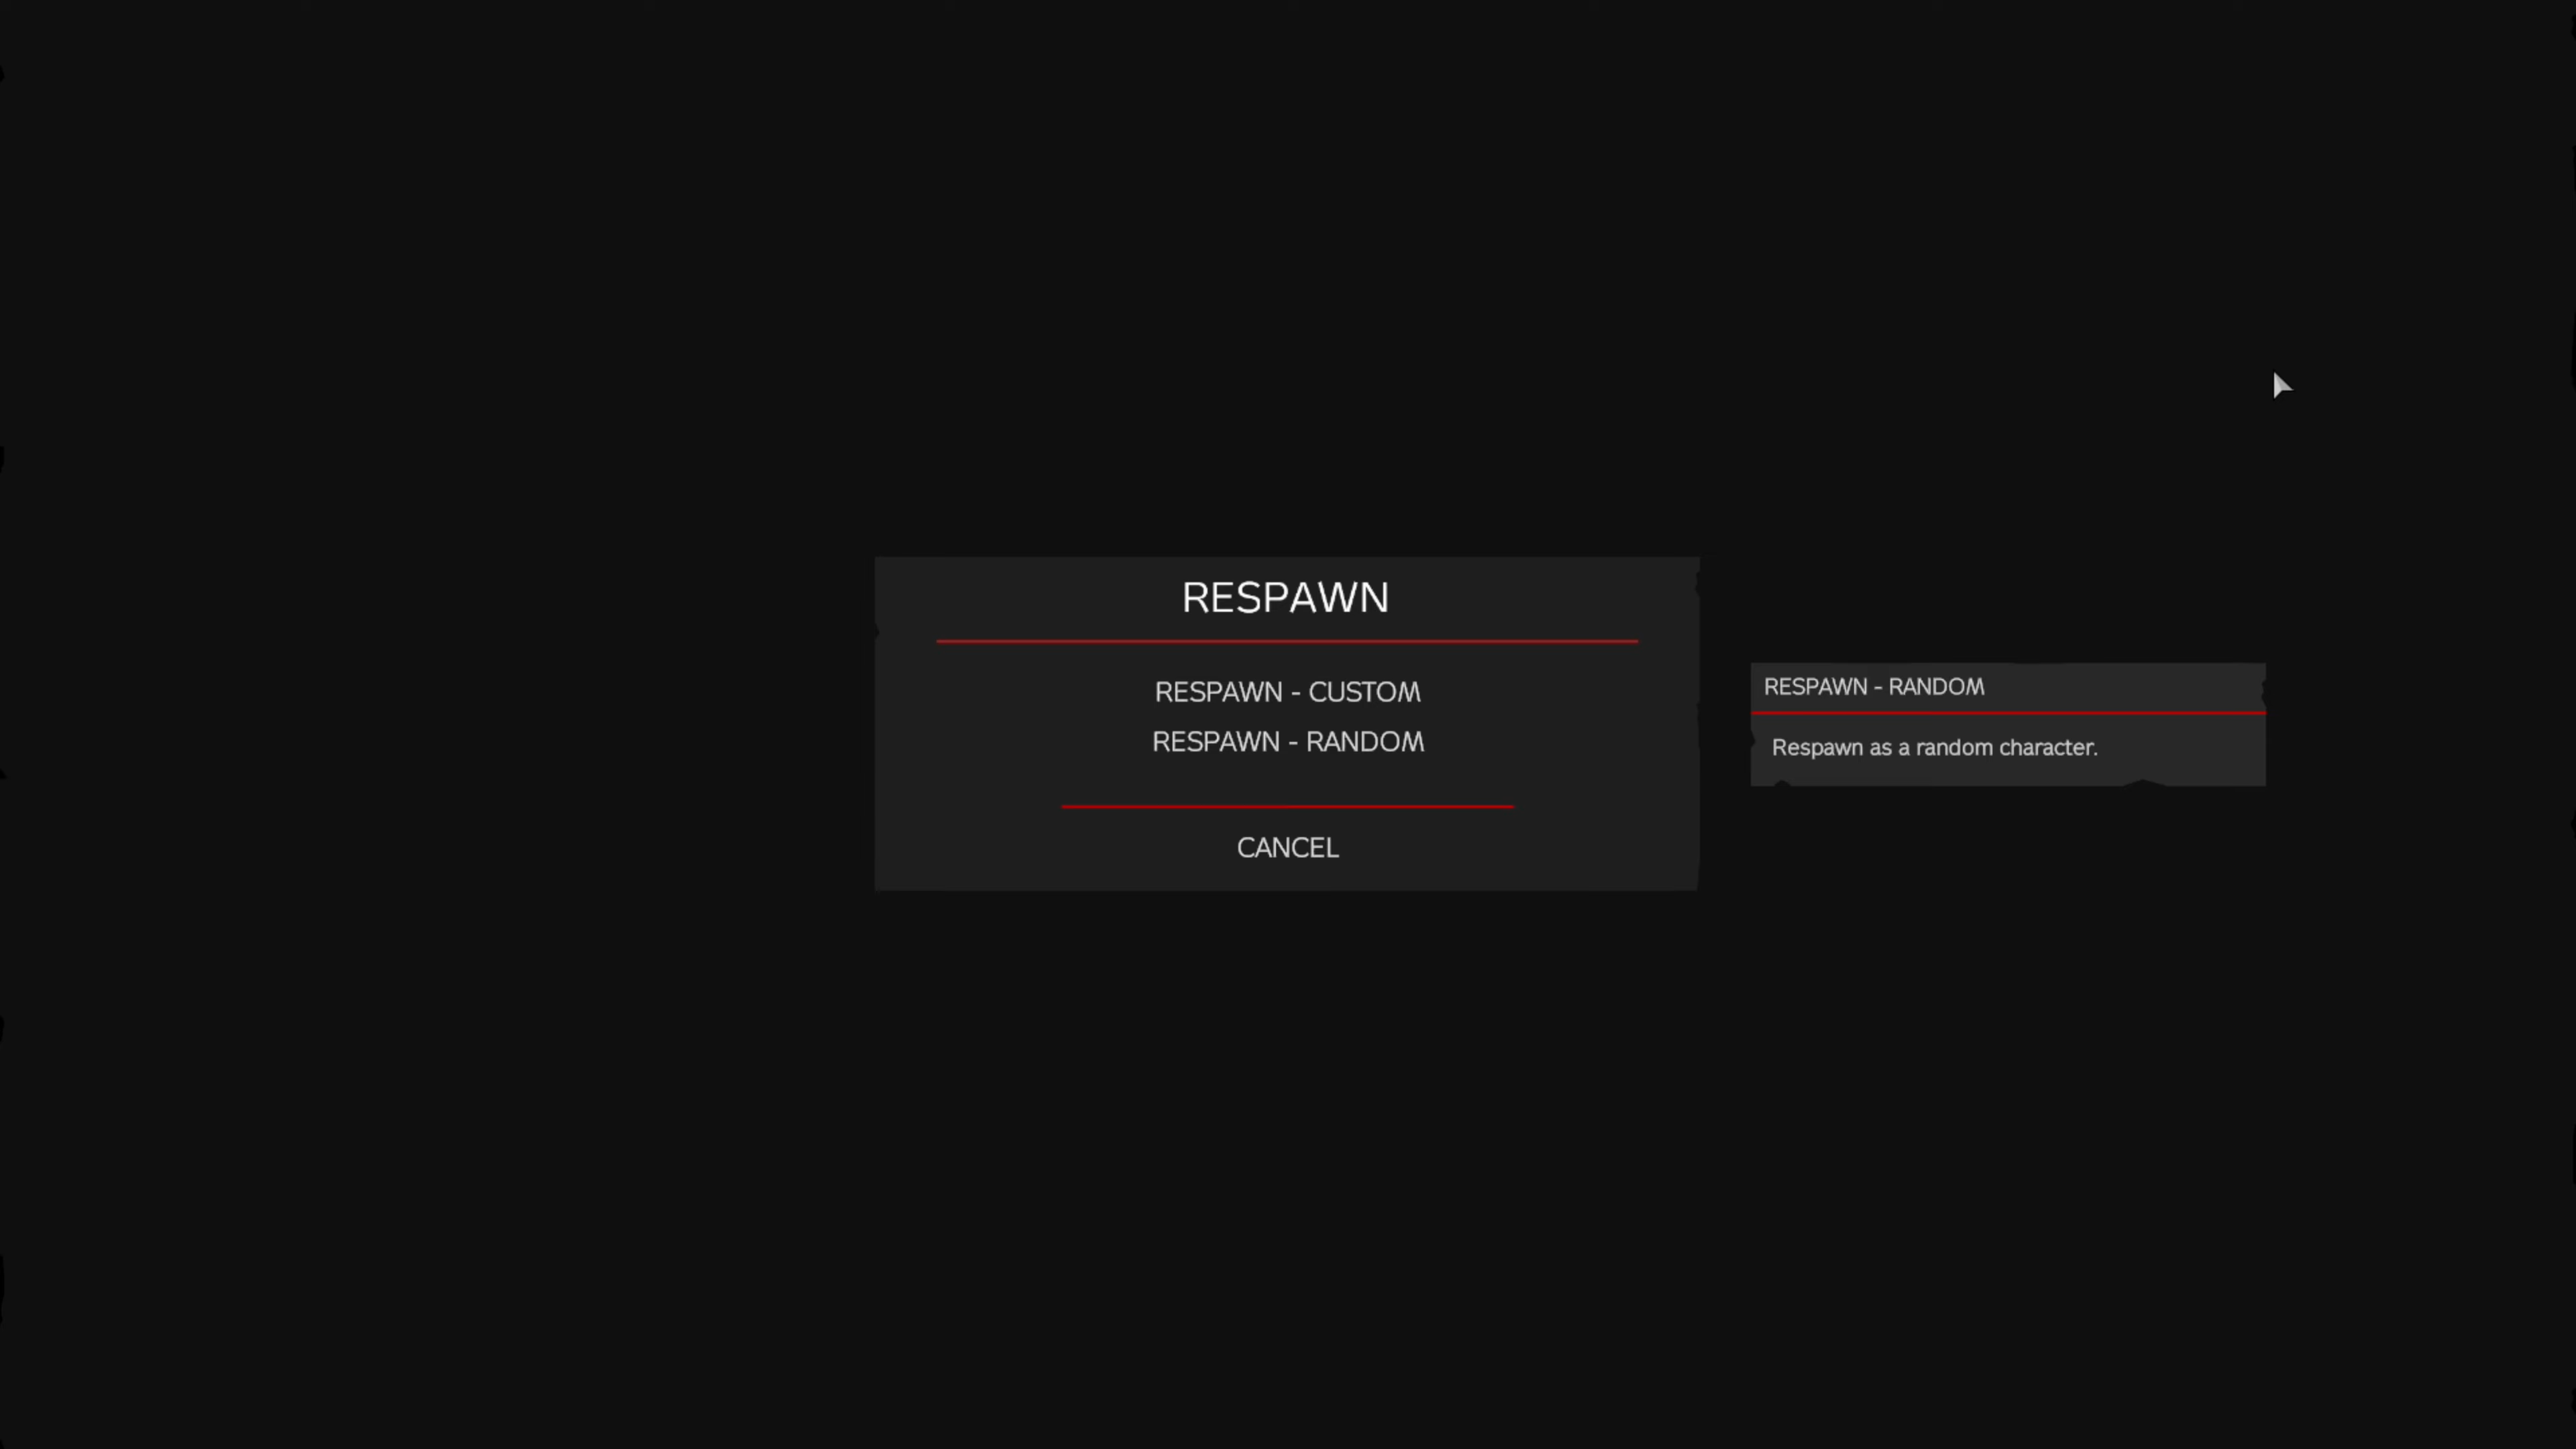 RESPAWN
RESPAWN - CUSTOM
RESPAWN - RANDOM
CANCEL
RESPAWN - RANDOM
Respawn as a random character.